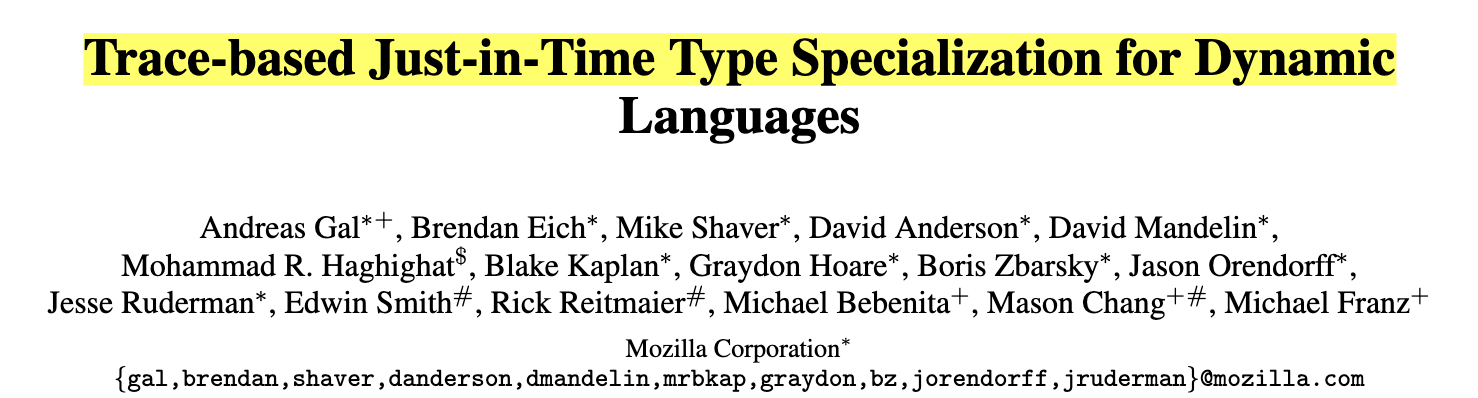 Trace-based Just-in-Time Type Specialization for Dynamic
Languages
Andreas Gal*+, Brendan Eich*, Mike Shaver*, David Anderson*, David Mandelin*,
Mohammad R. Haghighat$, Blake Kaplan*, Graydon Hoare*, Boris Zbarsky*, Jason Orendorff*,
Jesse Ruderman*, Edwin Smith#, Rick Reitmaier#, Michael Bebenita+, Mason Chang+#, Michael Franz+
Mozilla Corporation*
{gal,brendan,shaver,danderson,dmandelin,mrbkap,graydon,bz,jorendorff,jruderman}@mozilla.com